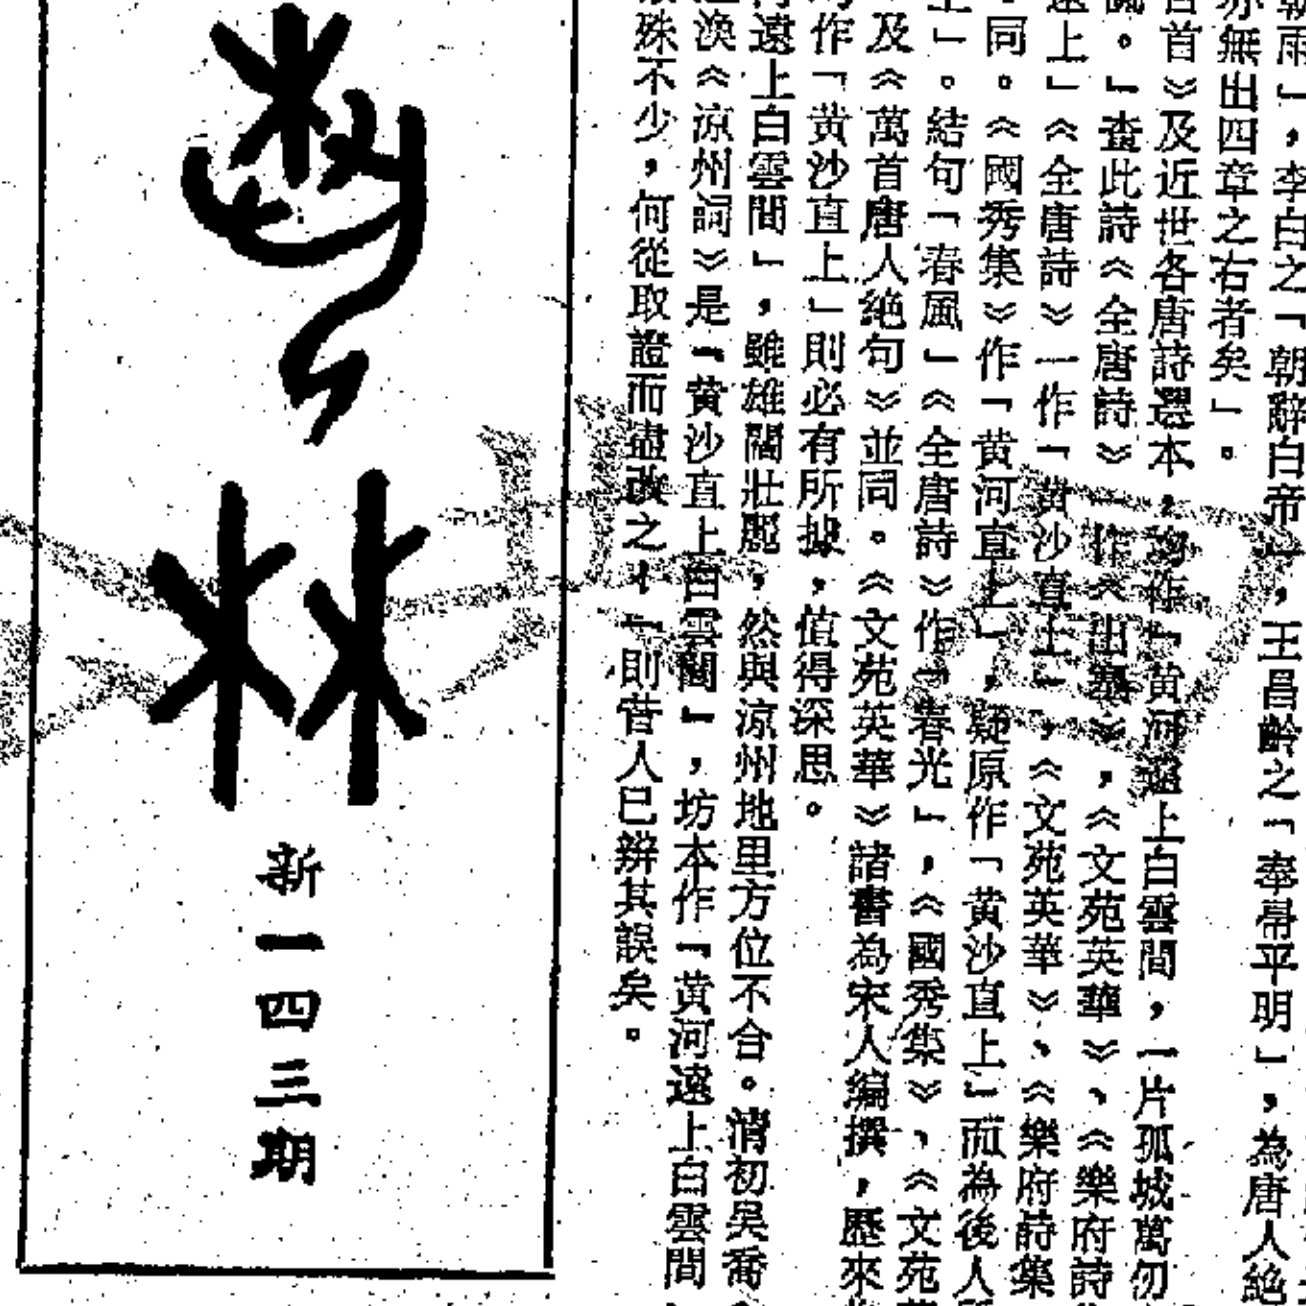 朝雨」，李白之「朝辭白帝」，王昌齡之「奉帚平明」，為唐人絕
亦無出四章之右者矣」。
首》及近世各唐詩選本，均作「黃河遠上白雲間，一片孤城萬仞
。」查此詩《全唐詩》一作《出塞》，《文苑英華》、《樂府詩
遠上」《全唐詩》一作「黃沙直上」，《文苑英華》、《樂府詩集
。同。《國秀集》作「黃河直上」，疑原作「黃沙直上」而為後人
上」。結句「春風」《全唐詩》作「春光」，《國秀集》、《文苑
、及《萬首唐人絕句》並同。《文苑英華》諸書為宋人編撰，歷來
作「黃沙直上」則必有所據，值得深思。
河遠上白雲間」，雖雄闊壯麗，然與涼州地里方位不合。清初吳喬
之渙《涼州詞》是「黃沙直上白雲間」，坊本作「黃河遠上白雲間
殊不少，何從取證而盡改之！」則昔人已辨其誤矣。
藝林
新一四三期